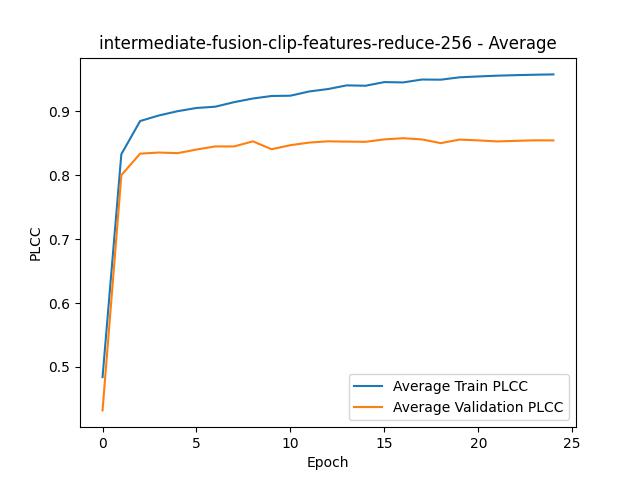 intermediate-fusion-clip-features-reduce-256 - Average
PLCC
0.9
0.8
0.7
0.6
0.5
0
5
10
15
20
25
Epoch
Average Train PLCC
Average Validation PLCC